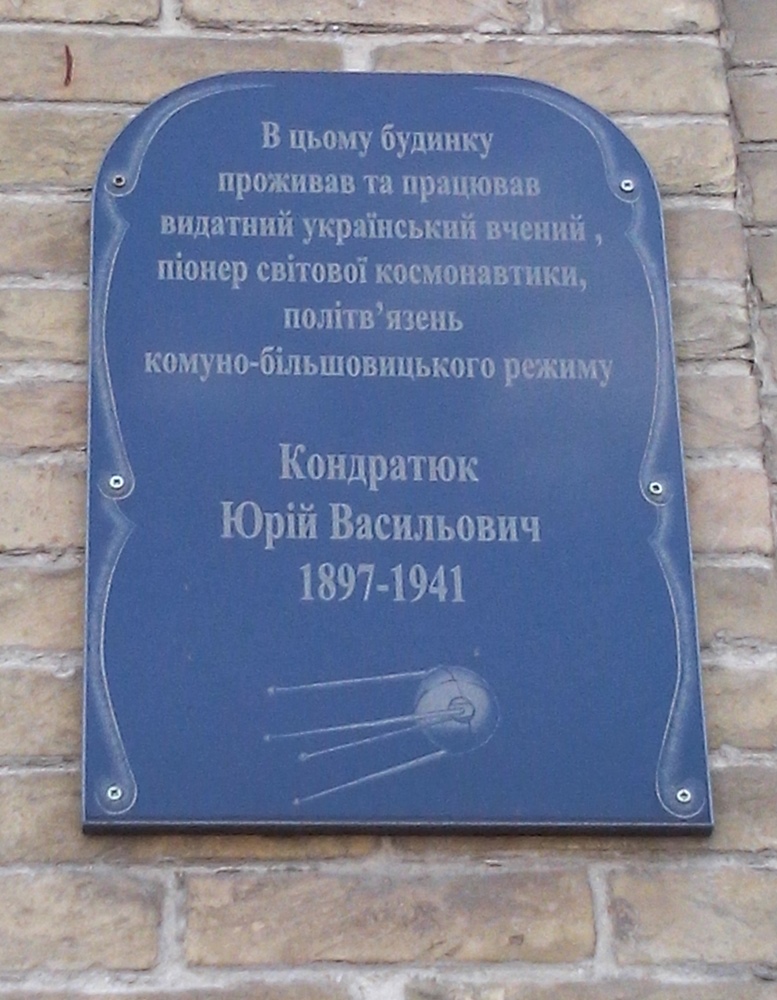 В цьому будинку
проживав та працював
видатний український вчений ,
піонер світової космонавтики,
політв’язень
комуно-більшовицького режиму
Кондратюк
Юрій Васильович
1897-1941